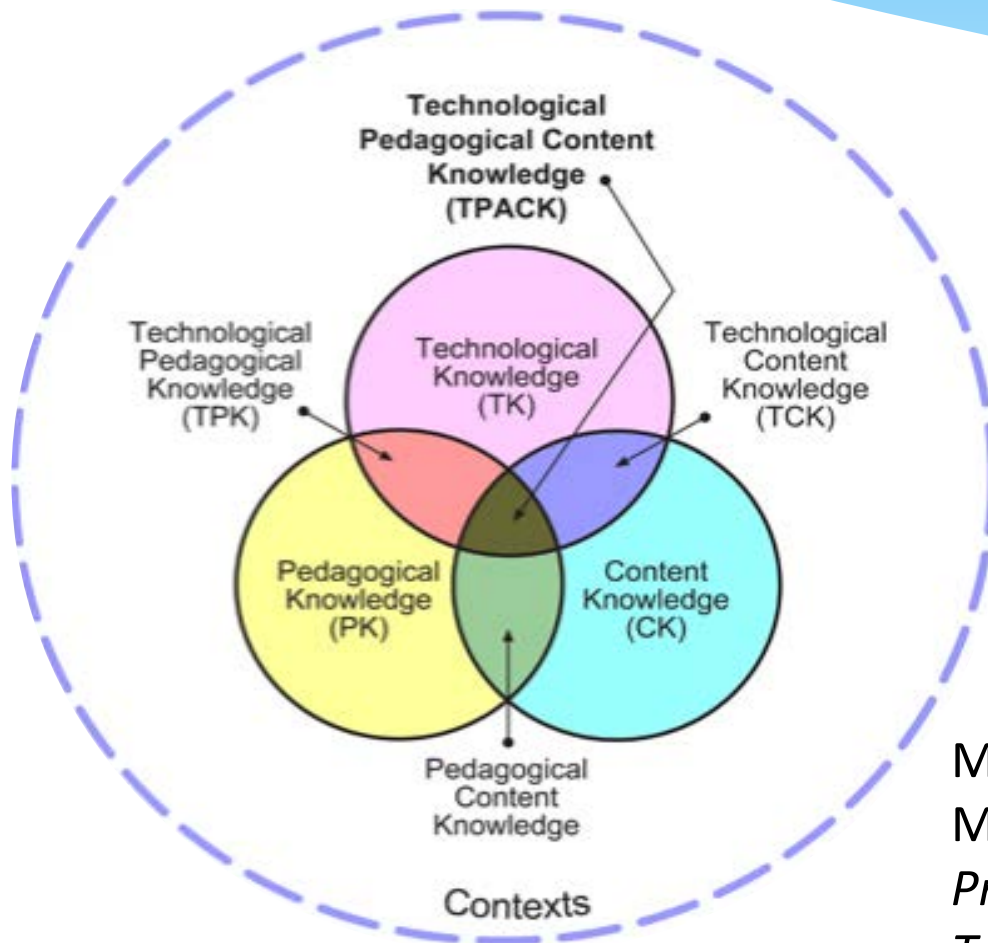 Technological
Pedagogical Content
Knowledge
(TPACK)
Technological
Pedagogical
Knowledge
(TPK)
Technological
Knowledge
(TK)
Technological
Content
Knowledge
(TCK)
Pedagogical
Knowledge
(PK)
Content
Knowledge
(CK)
Pedagogical
Content
Knowledge
Contexts
M
M
Pr